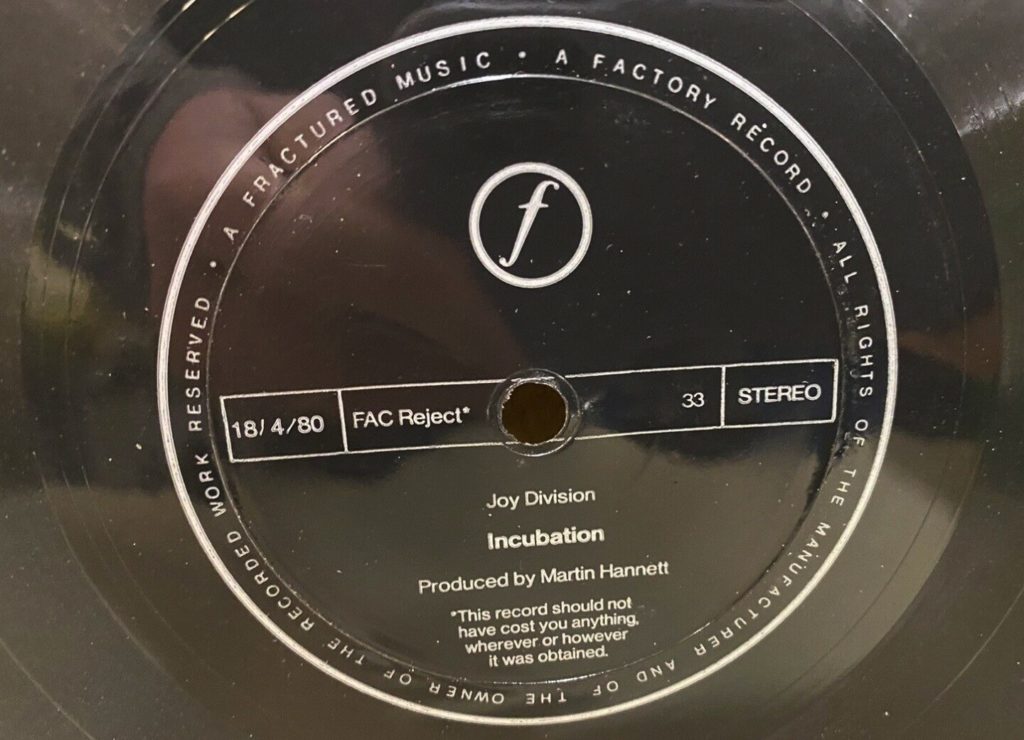 A FRACTURED MUSIC • A FACTORY RECORD • ALL RIGHTS OF THE MANUFACTURER AND OF THE OWNER OF THE RECORDED WORK RESERVED •
f
18/4/80 FAC Reject* 33 STEREO
Joy Division
Incubation
Produced by Martin Hannett
*This record should not
have cost you anything,
wherever or however
it was obtained.